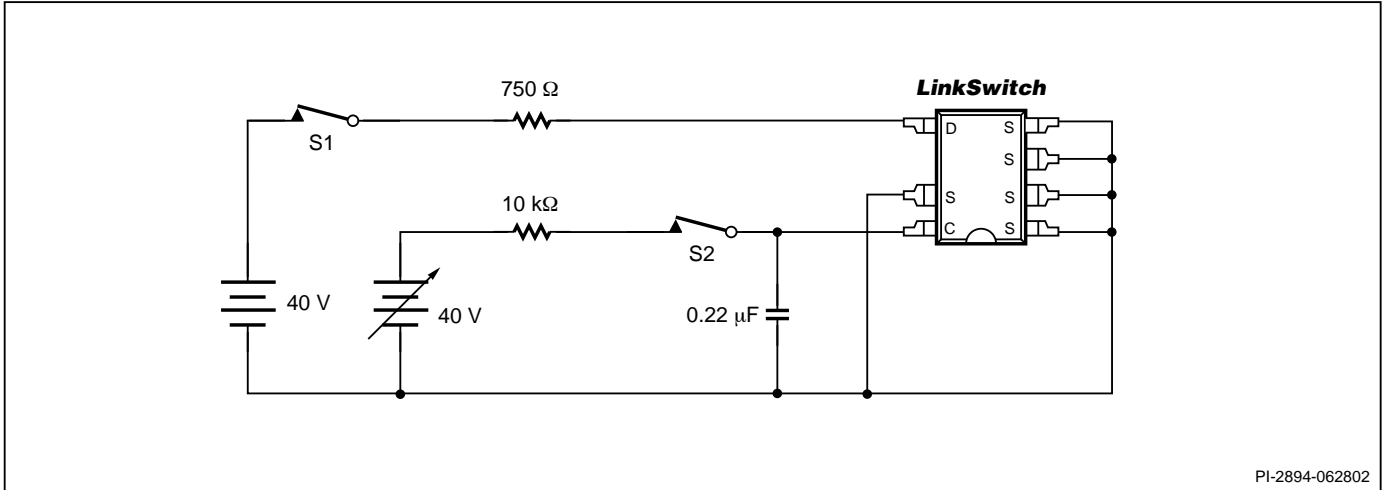 750 Ω
LinkSwitch
S1
D S
S
10 kΩ
S S
C S
S2
40 V
40 V
0.22 µF
PI-2894-062802